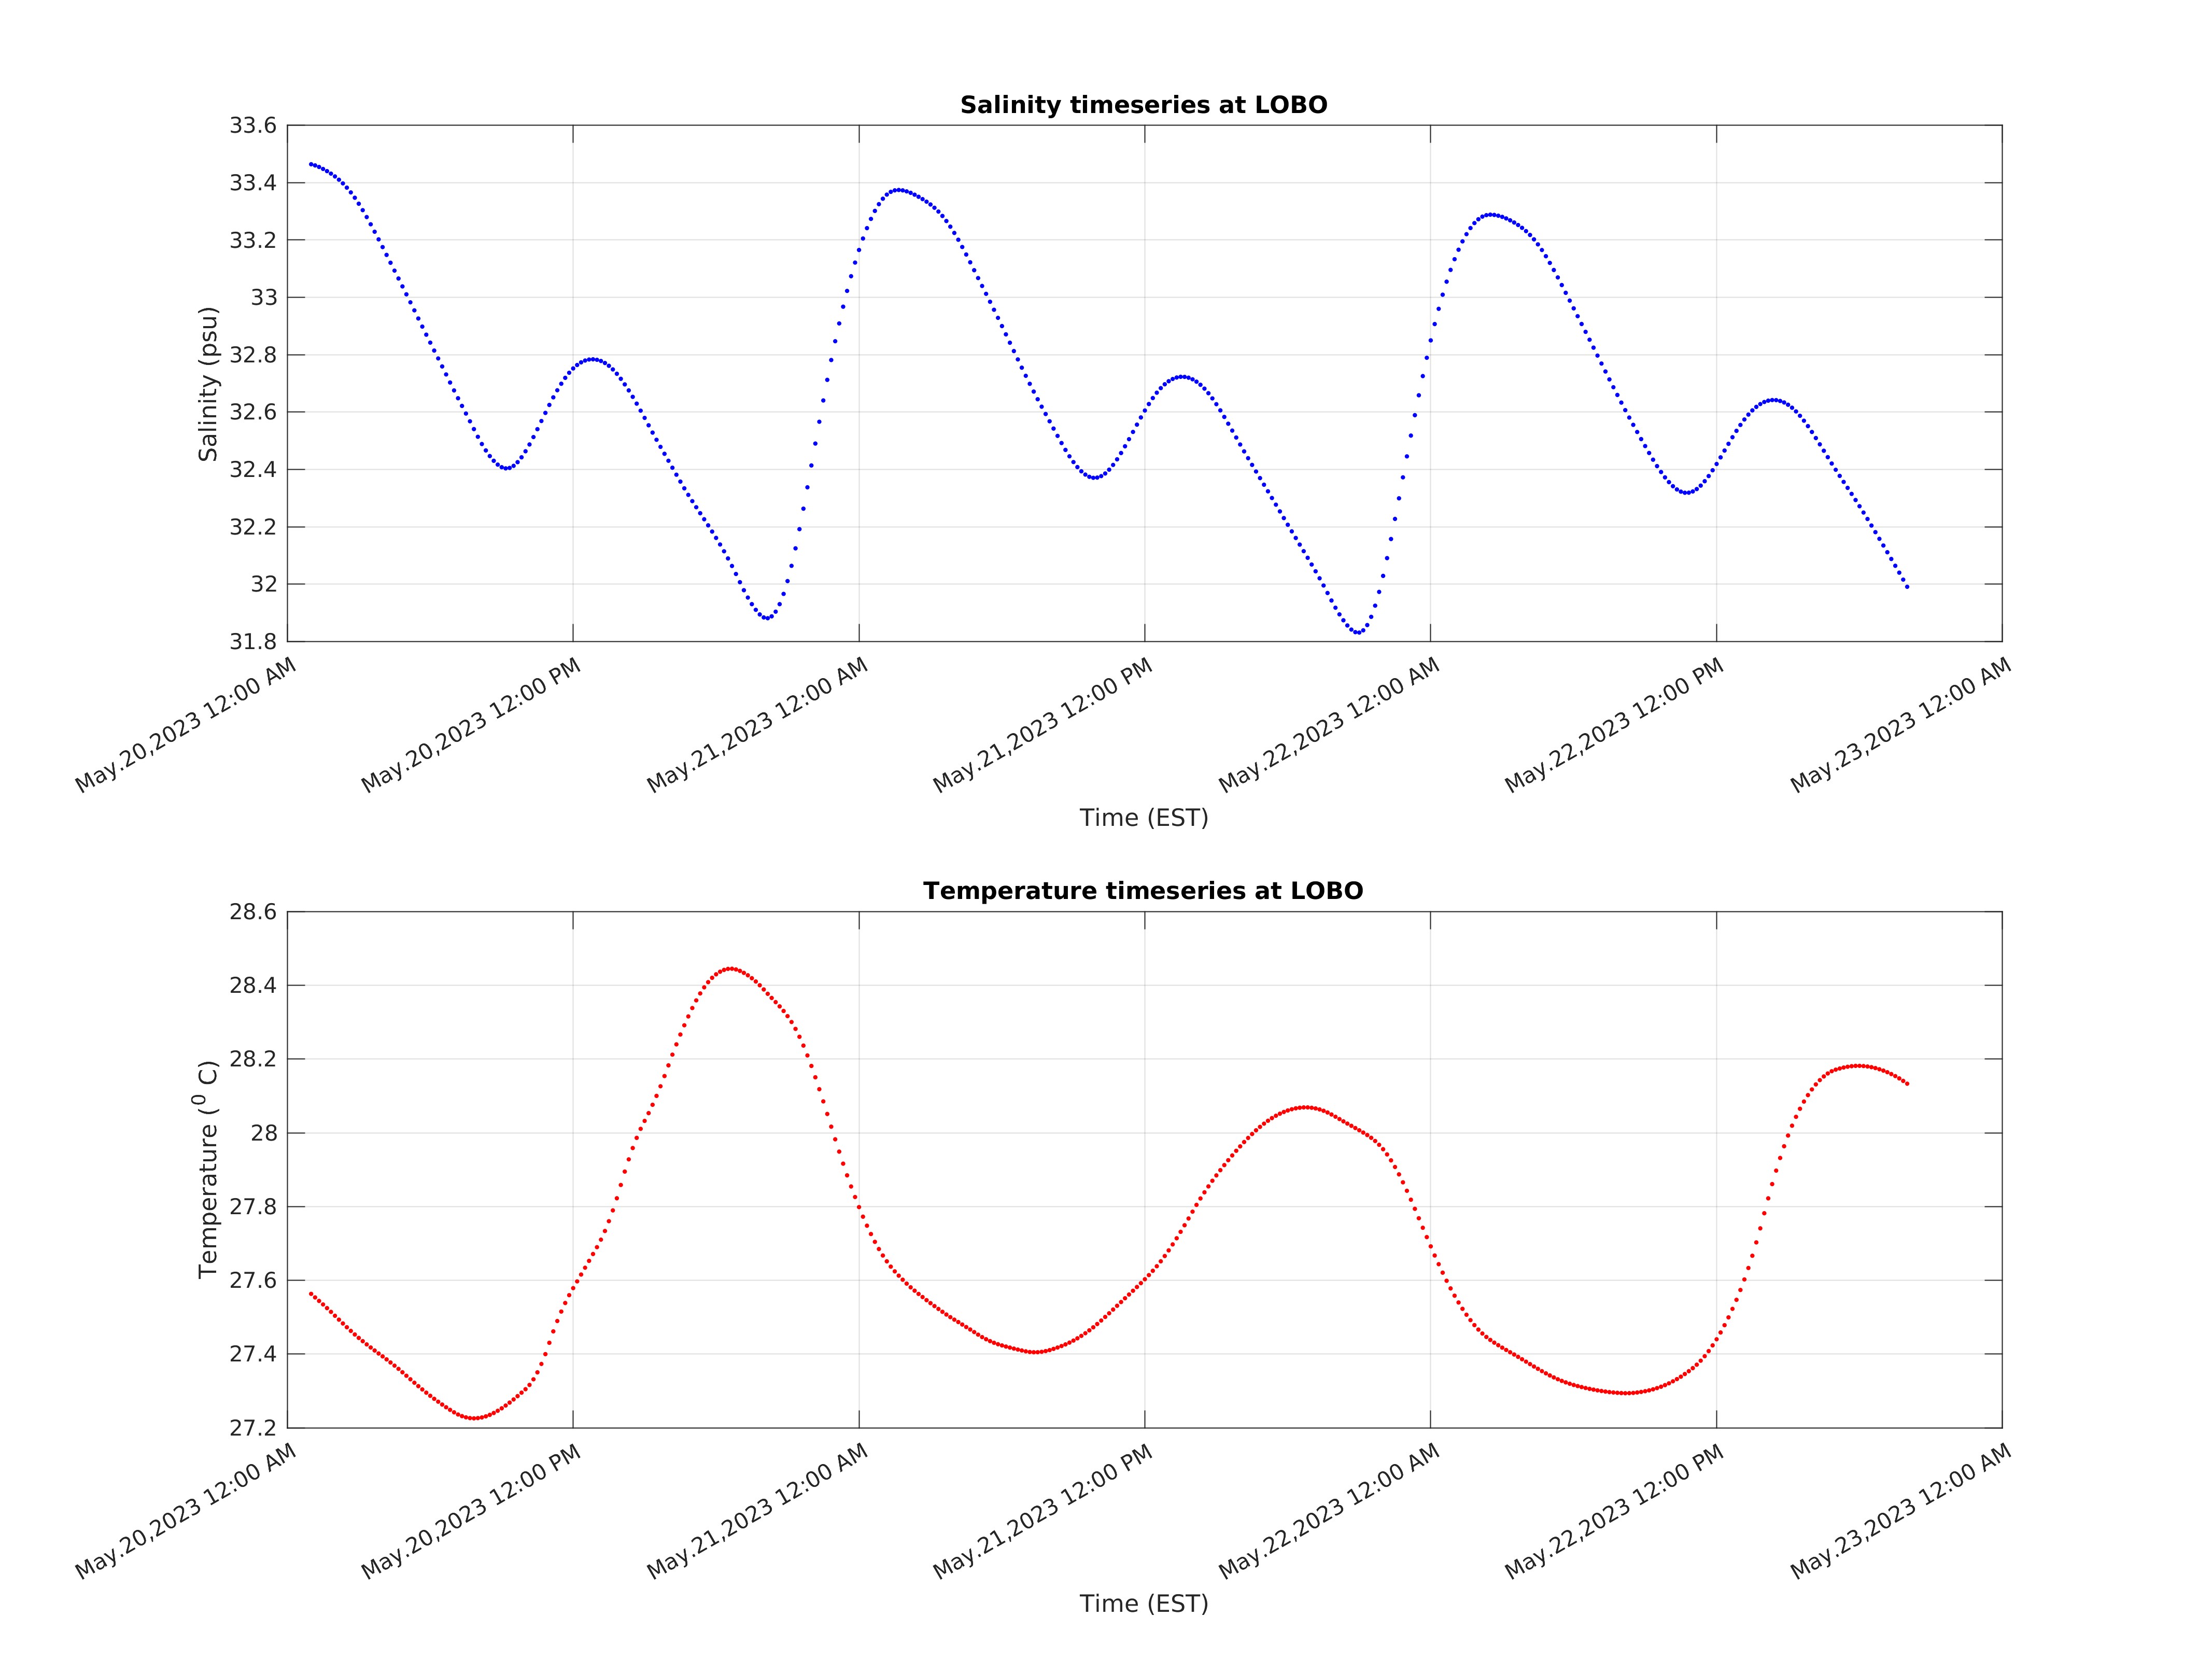 Salinity timeseries at LOBO
Salinity (psu)
33.6
33.4
33.2
33
32.8
32.6
32.4
32.2
32
31.8
May.20,2023 12:00 AM
May.20,2023 12:00 PM
May.21,2023 12:00 AM
May.21,2023 12:00 PM
May.22,2023 12:00 AM
May.22,2023 12:00 PM
May.23,2023 12:00 AM
Time (EST)
Temperature timeseries at LOBO
Temperature (⁰ C)
28.6
28.4
28.2
28
27.8
27.6
27.4
27.2
May.20,2023 12:00 AM
May.20,2023 12:00 PM
May.21,2023 12:00 AM
May.21,2023 12:00 PM
May.22,2023 12:00 AM
May.22,2023 12:00 PM
May.23,2023 12:00 AM
Time (EST)